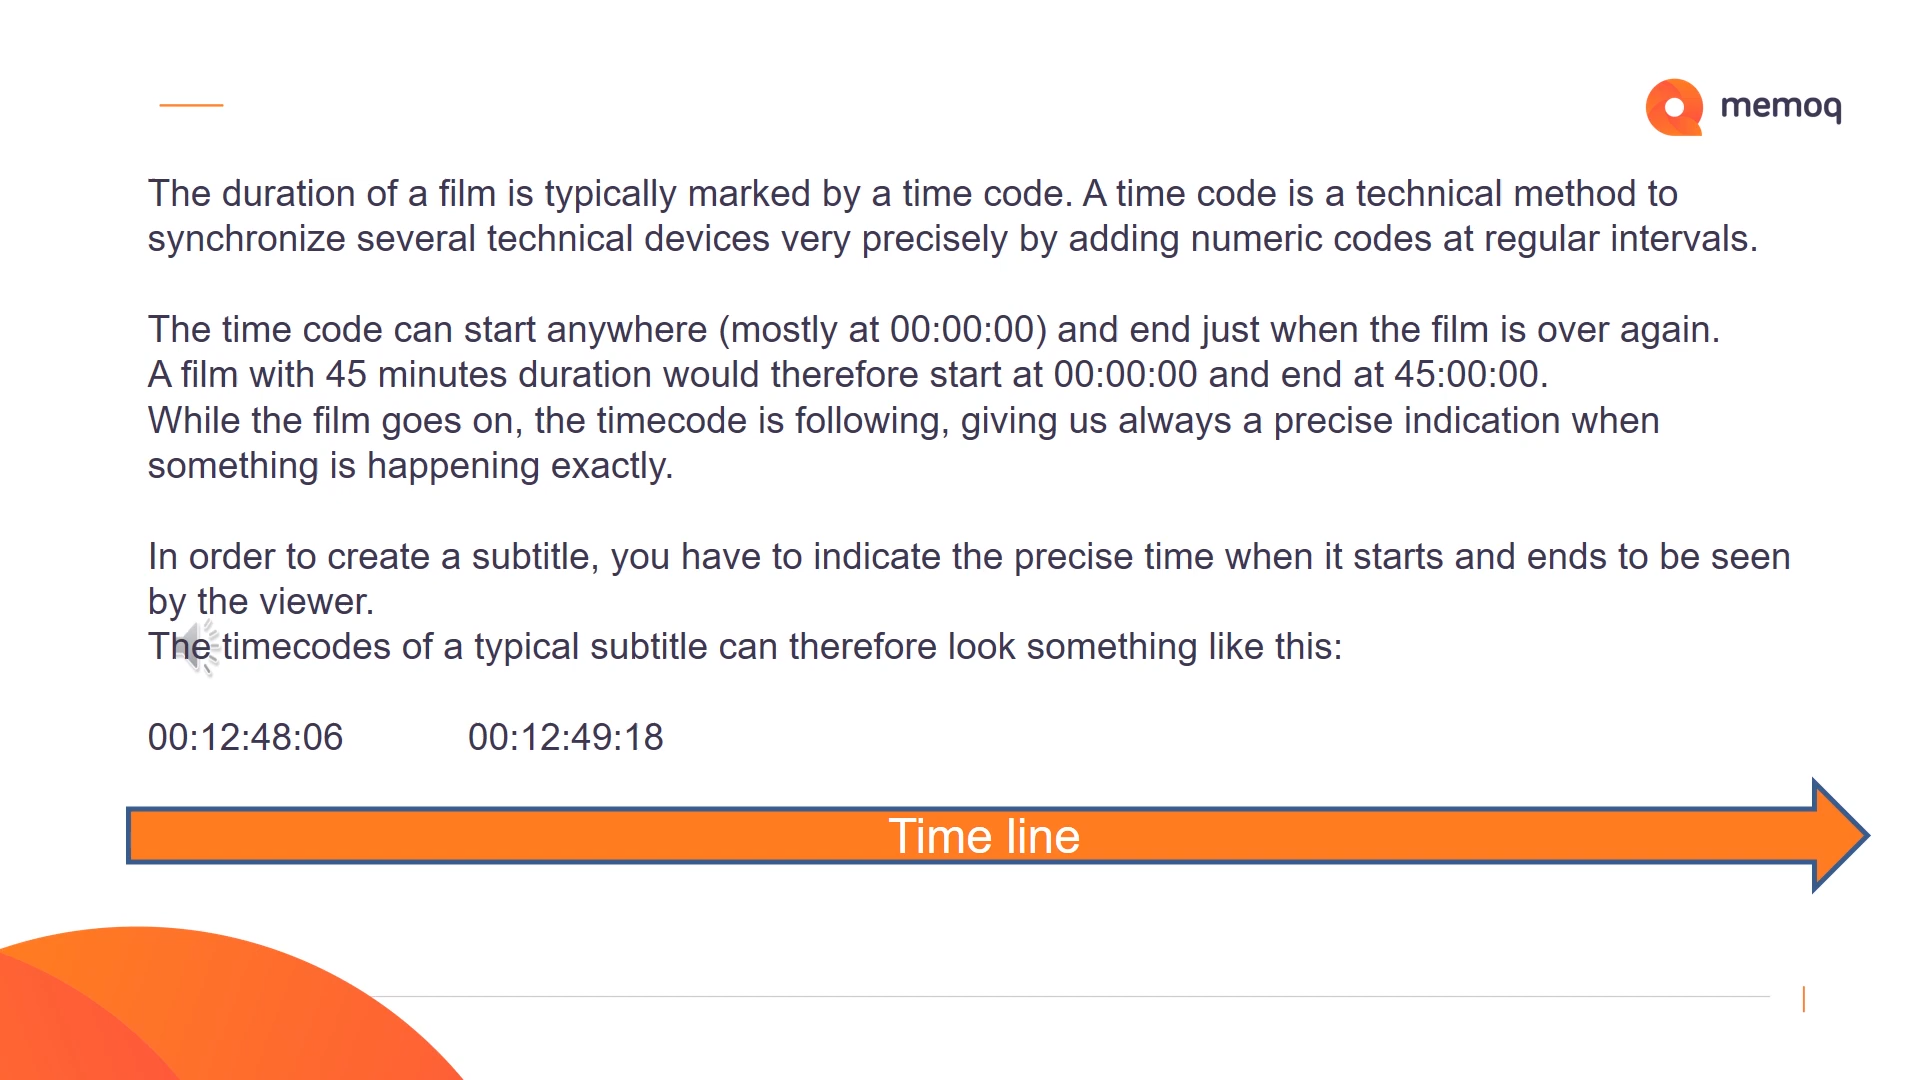 memoq
The duration of a film is typically marked by a time code. A time code is a technical method to
synchronize several technical devices very precisely by adding numeric codes at regular intervals.
The time code can start anywhere (mostly at 00:00:00) and end just when the film is over again.
A film with 45 minutes duration would therefore start at 00:00:00 and end at 45:00:00.
While the film goes on, the timecode is following, giving us always a precise indication when
something is happening exactly.
In order to create a subtitle, you have to indicate the precise time when it starts and ends to be seen
by the viewer.
The timecodes of a typical subtitle can therefore look something like this:
00:12:48:06 00:12:49:18
Time line